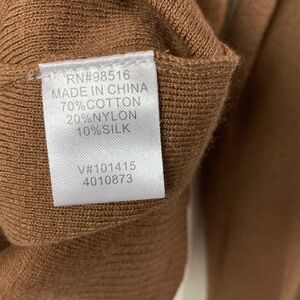 RN#98516
MADE IN CHINA
70%COTTON
20%NYLON
10%SILK
V#101415
4010873